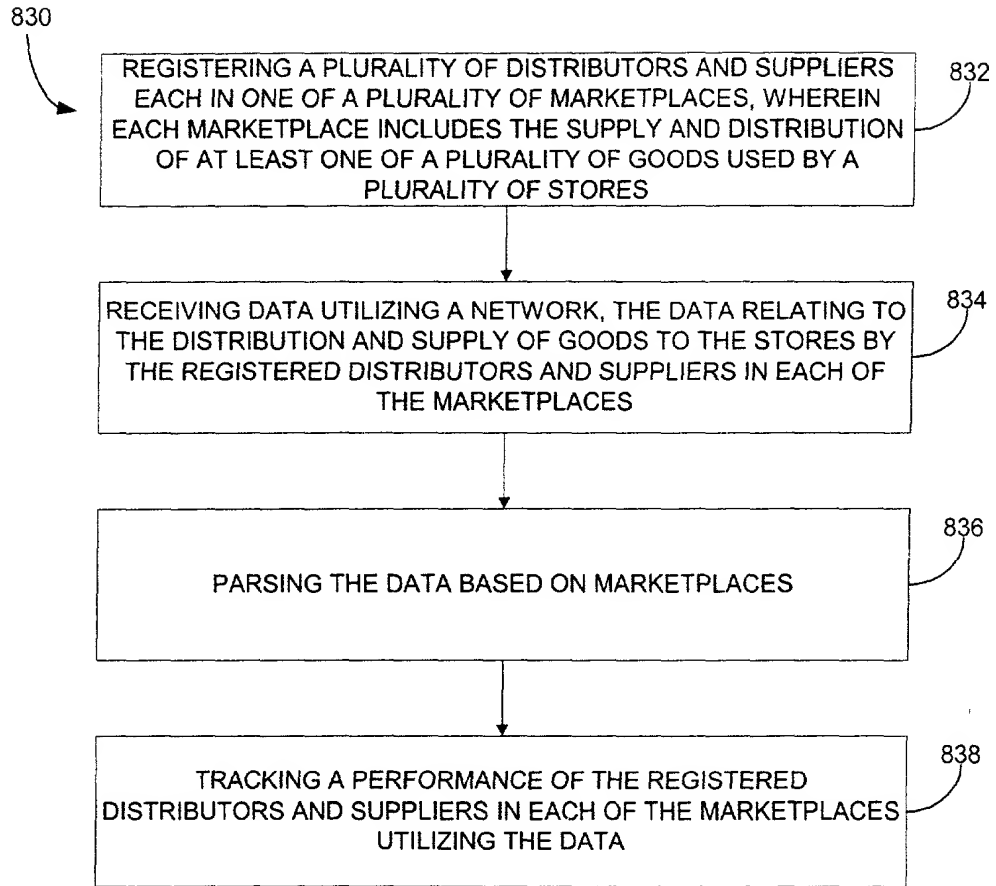 830
REGISTERING A PLURALITY OF DISTRIBUTORS AND SUPPLIERS
EACH IN ONE OF A PLURALITY OF MARKETPLACES, WHEREIN
EACH MARKETPLACE INCLUDES THE SUPPLY AND DISTRIBUTION
OF AT LEAST ONE OF A PLURALITY OF GOODS USED BY A
PLURALITY OF STORES
832
RECEIVING DATA UTILIZING A NETWORK, THE DATA RELATING TO
THE DISTRIBUTION AND SUPPLY OF GOODS TO THE STORES BY
THE REGISTERED DISTRIBUTORS AND SUPPLIERS IN EACH OF
THE MARKETPLACES
834
PARSING THE DATA BASED ON MARKETPLACES
836
TRACKING A PERFORMANCE OF THE REGISTERED
DISTRIBUTORS AND SUPPLIERS IN EACH OF THE MARKETPLACES
UTILIZING THE DATA
838